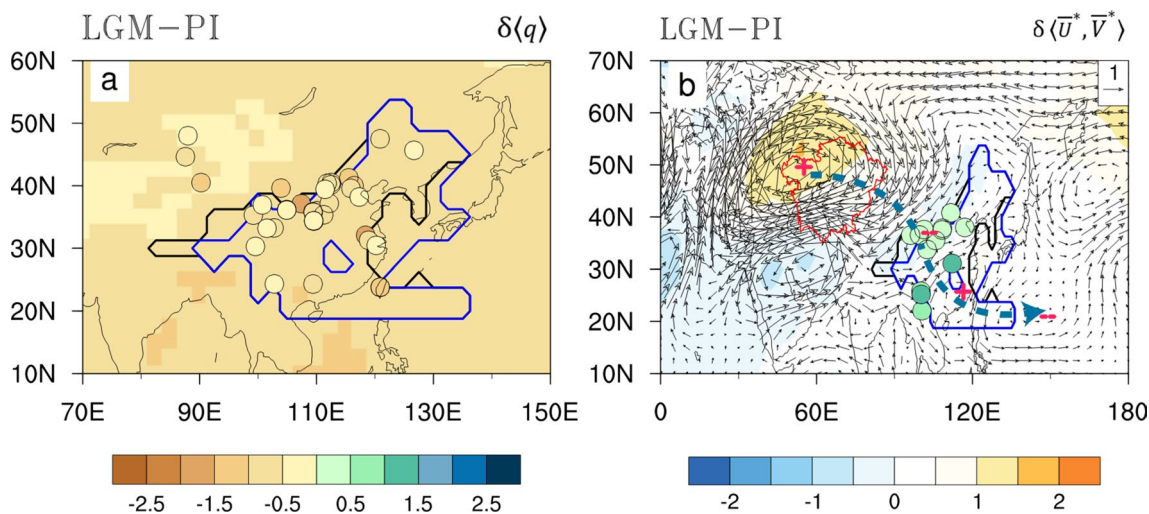 LGM-PI δ⟨q⟩
a
60N
50N
40N
30N
20N
10N
70E 90E 110E 130E 150E
-2.5 -1.5 -0.5 0.5 1.5 2.5
LGM-PI δ⟨U̅*,V̅*⟩
b
1
70N
60N
50N
40N
30N
20N
10N
0 60E 120E 180
-2 -1 0 1 2